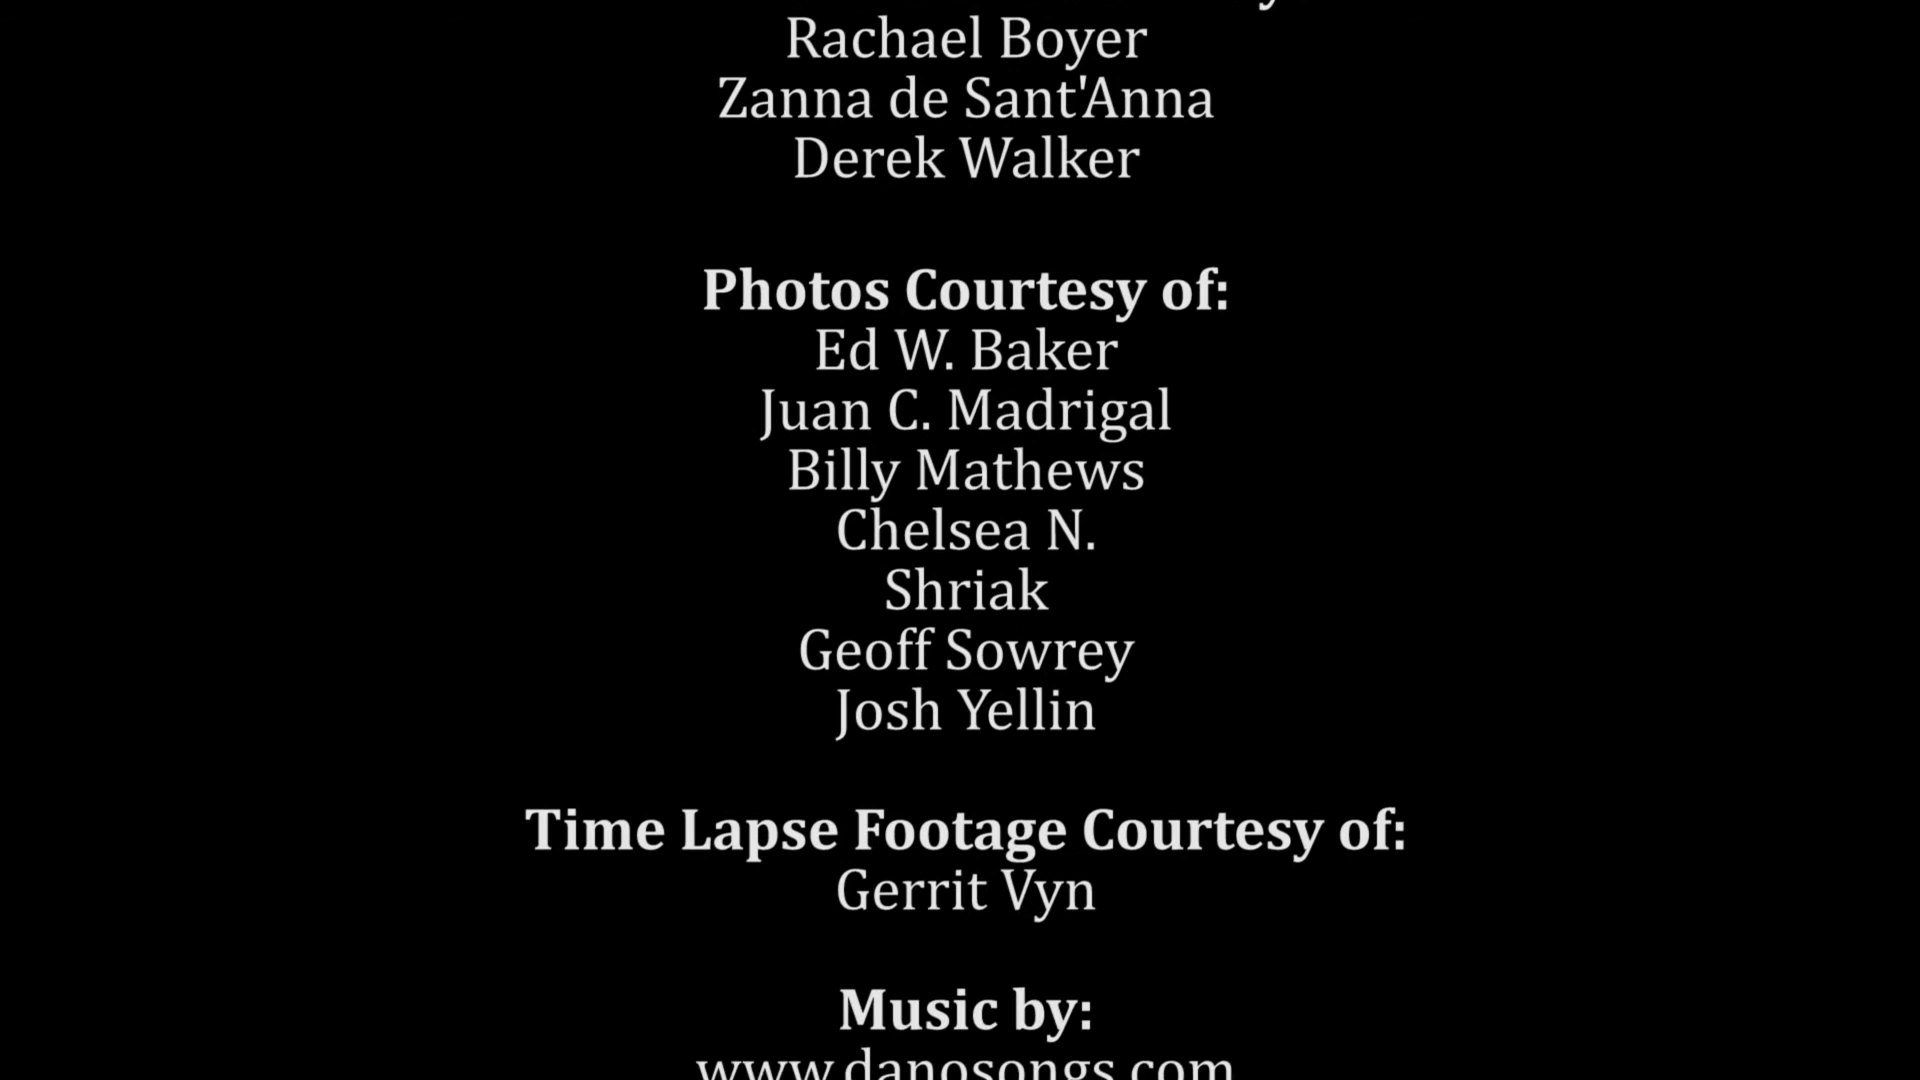 Rachael Boyer
Zanna de Sant'Anna
Derek Walker
Photos Courtesy of:
Ed W. Baker
Juan C. Madrigal
Billy Mathews
Chelsea N.
Shriak
Geoff Sowrey
Josh Yellin
Time Lapse Footage Courtesy of:
Gerrit Vyn
Music by:
www.danosongs.com